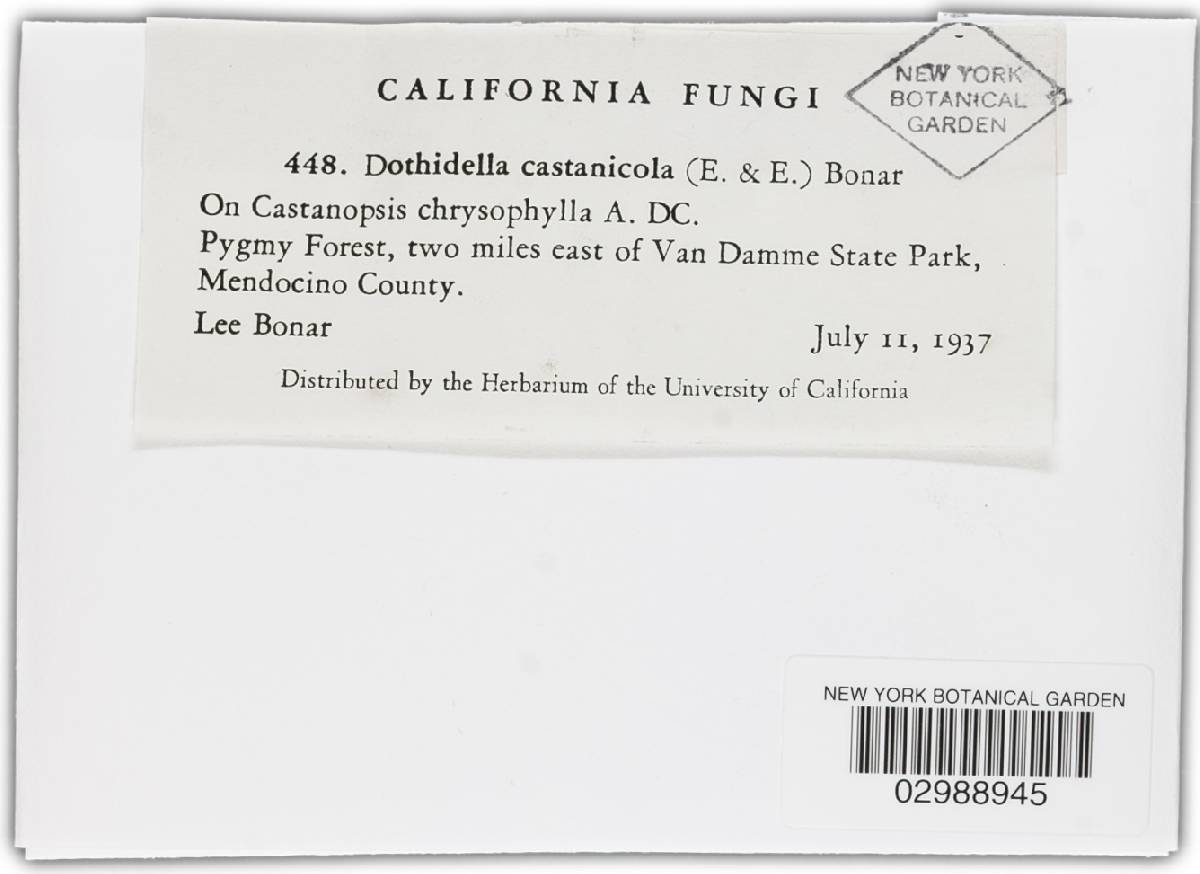 CALIFORNIA FUNGI
NEW YORK
BOTANICAL
GARDEN
448. Dothidella castanicola (E. & E.) Bonar
On Castanopsis chrysophylla A. DC.
Pygmy Forest, two miles east of Van Damme State Park,
Mendocino County.
Lee Bonar July 11, 1937
Distributed by the Herbarium of the University of California
NEW YORK BOTANICAL GARDEN
02988945